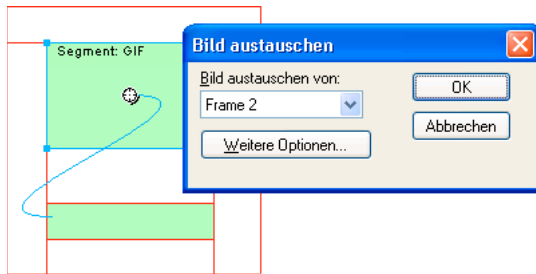 Segment: GIF
Bild austauschen
Bild austauschen von:
Frame 2
Weitere Optionen...
OK
Abbrechen